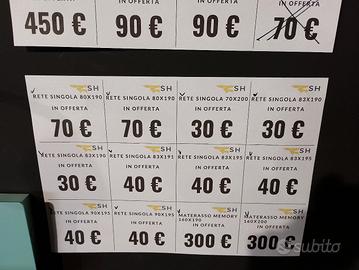 IN OFFERTA IN OFFERTA IN OFFERTA
450 € 90 € 90 € 70 €
SH SH SH SH
RETE SINGOLA 80X190 RETE SINGOLA 80X190 RETE SINGOLA 70X200 RETE SINGOLA 83X190
IN OFFERTA IN OFFERTA IN OFFERTA IN OFFERTA
70 € 70 € 30 € 30 €
SH SH SH SH
RETE SINGOLA 83X190 RETE SINGOLA 83X195 RETE SINGOLA 83X195 RETE SINGOLA 83X195
IN OFFERTA IN OFFERTA IN OFFERTA IN OFFERTA
30 € 40 € 40 € 40 €
SH SH SH SH
RETE SINGOLA 90X195 RETE SINGOLA 90X195 MATERASSO MEMORY MATERASSO MEMORY
160X190 160X200
IN OFFERTA IN OFFERTA IN OFFERTA IN OFFERTA
40 € 40 € 300 € 300 €
subito